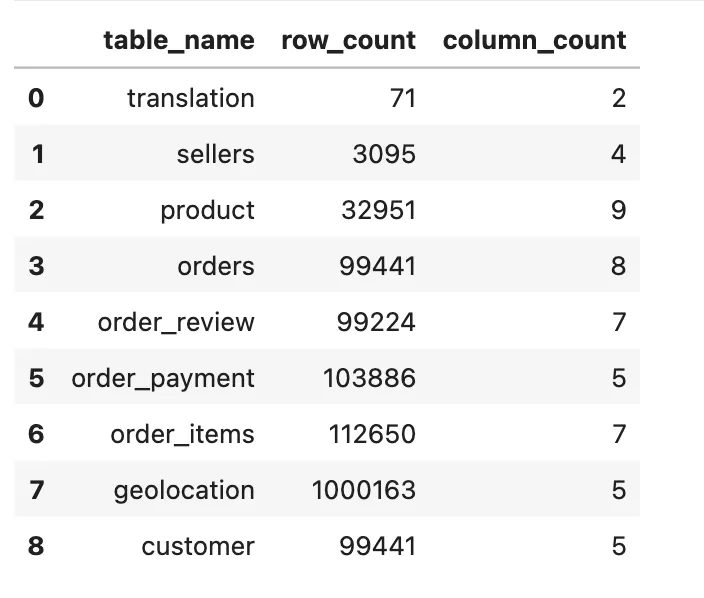 table_name row_count column_count
0 translation 71 2
1 sellers 3095 4
2 product 32951 9
3 orders 99441 8
4 order_review 99224 7
5 order_payment 103886 5
6 order_items 112650 7
7 geolocation 1000163 5
8 customer 99441 5